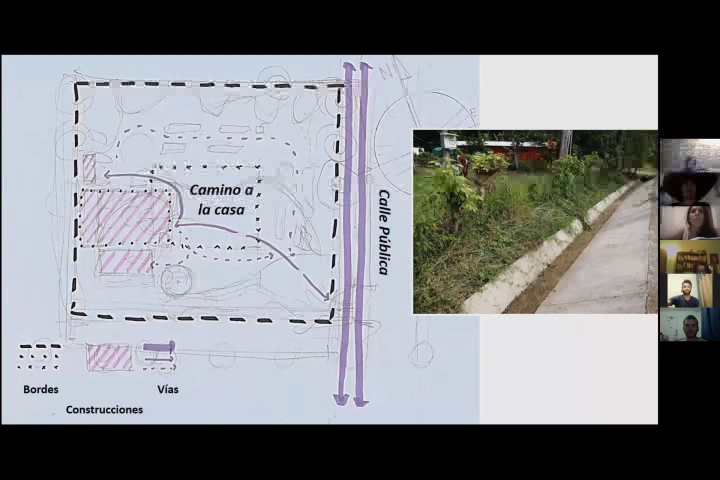 N
E
Camino a
la casa
Calle Pública
Bordes
Vías
Construcciones